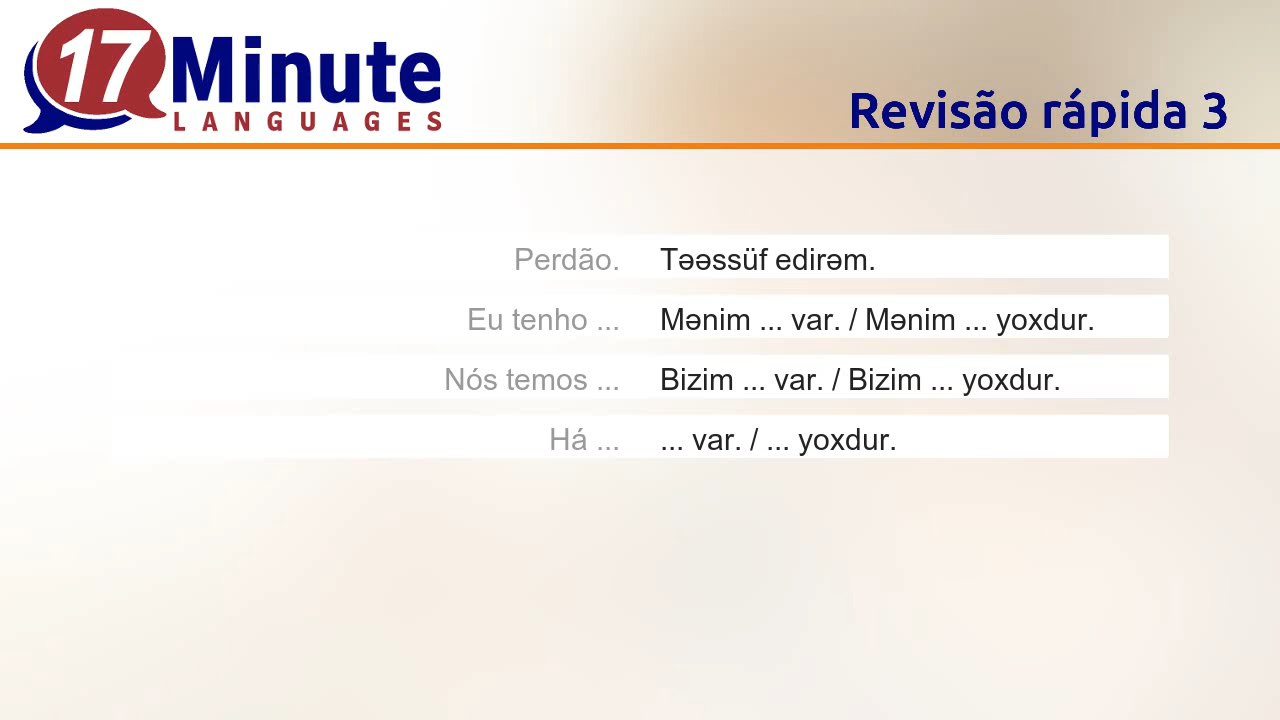 17 Minute
LANGUAGES
Revisão rápida 3
Perdão. Təəssüf edirəm.
Eu tenho ... Mənim ... var. / Mənim ... yoxdur.
Nós temos ... Bizim ... var. / Bizim ... yoxdur.
Há ... ... var. / ... yoxdur.